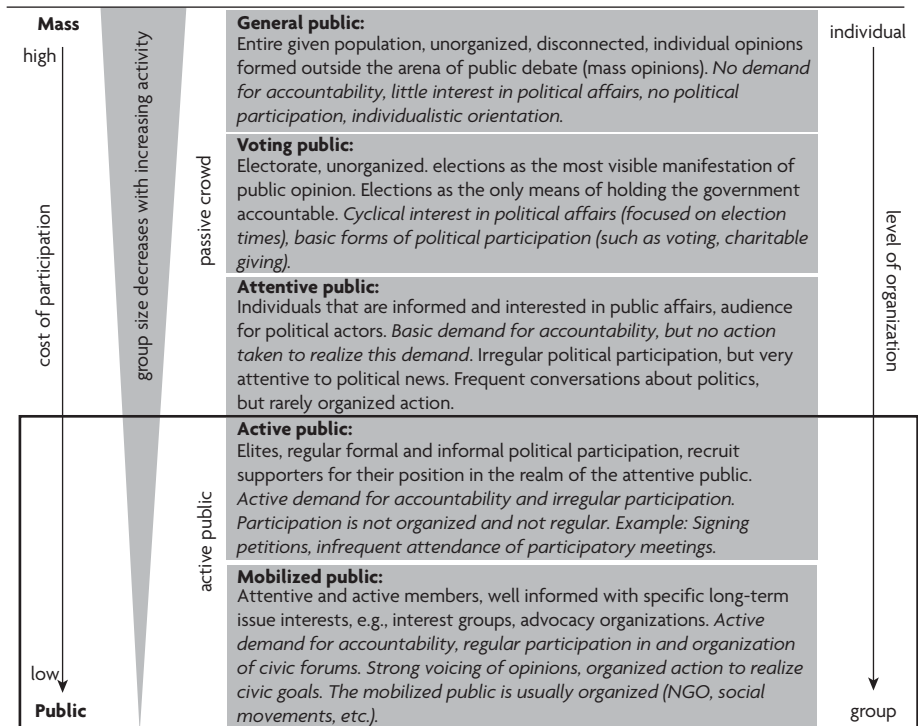 Mass
high
cost of participation
low
Public
group size decreases with increasing activity
passive crowd
active public
General public:
Entire given population, unorganized, disconnected, individual opinions
formed outside the arena of public debate (mass opinions). No demand
for accountability, little interest in political affairs, no political
participation, individualistic orientation.
Voting public:
Electorate, unorganized. elections as the most visible manifestation of
public opinion. Elections as the only means of holding the government
accountable. Cyclical interest in political affairs (focused on election
times), basic forms of political participation (such as voting, charitable
giving).
Attentive public:
Individuals that are informed and interested in public affairs, audience
for political actors. Basic demand for accountability, but no action
taken to realize this demand. Irregular political participation, but very
attentive to political news. Frequent conversations about politics,
but rarely organized action.
Active public:
Elites, regular formal and informal political participation, recruit
supporters for their position in the realm of the attentive public.
Active demand for accountability and irregular participation.
Participation is not organized and not regular. Example: Signing
petitions, infrequent attendance of participatory meetings.
Mobilized public:
Attentive and active members, well informed with specific long-term
issue interests, e.g., interest groups, advocacy organizations. Active
demand for accountability, regular participation in and organization
of civic forums. Strong voicing of opinions, organized action to realize
civic goals. The mobilized public is usually organized (NGO, social
movements, etc.).
individual
level of organization
group